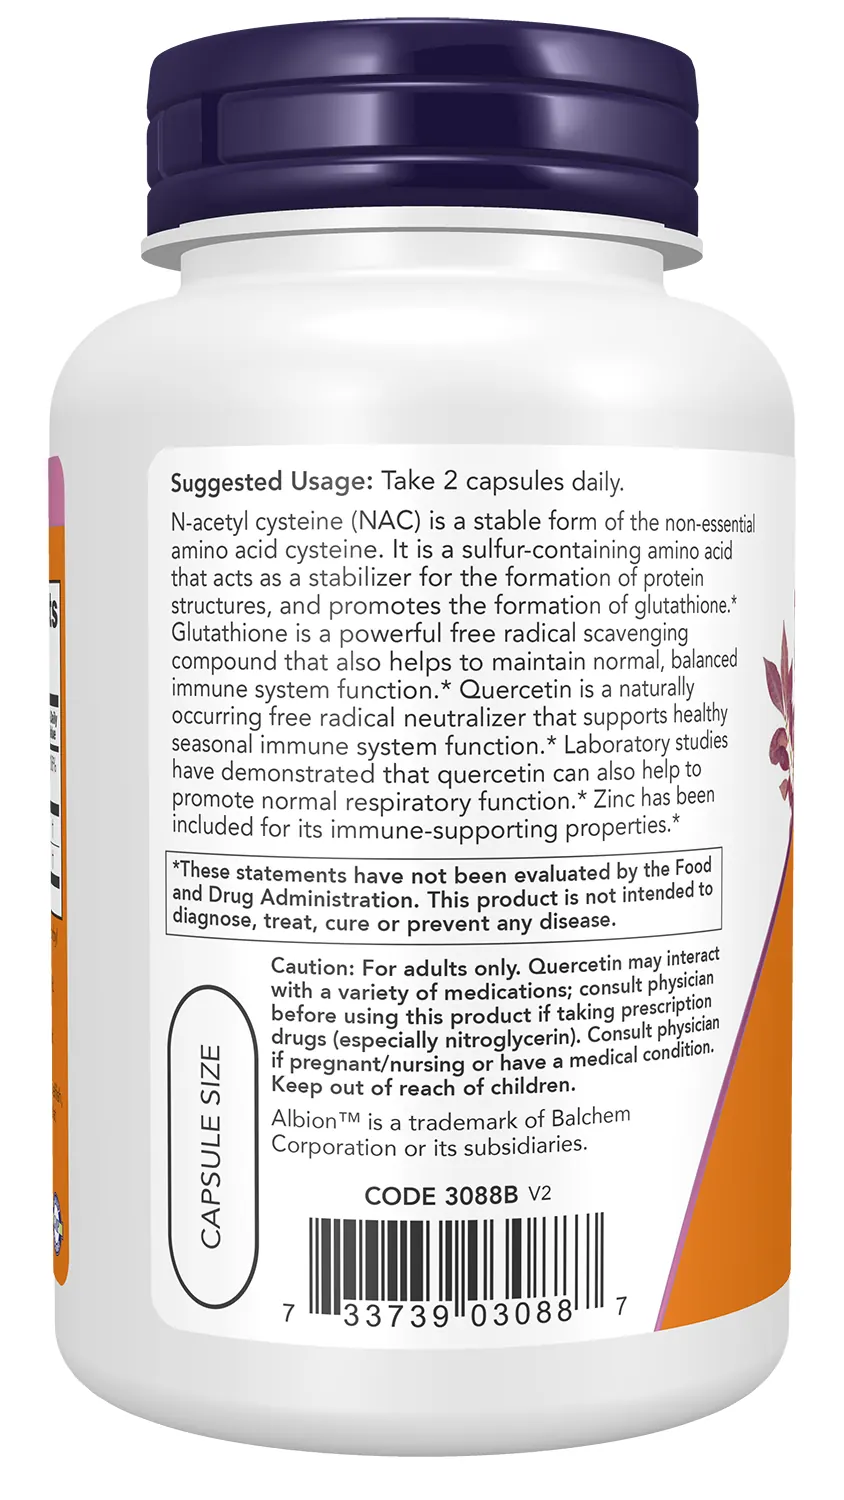 Suggested Usage: Take 2 capsules daily.
N-acetyl cysteine (NAC) is a stable form of the non-essential
amino acid cysteine. It is a sulfur-containing amino acid
that acts as a stabilizer for the formation of protein
structures, and promotes the formation of glutathione.*
Glutathione is a powerful free radical scavenging
compound that also helps to maintain normal, balanced
immune system function.* Quercetin is a naturally
occurring free radical neutralizer that supports healthy
seasonal immune system function.* Laboratory studies
have demonstrated that quercetin can also help to
promote normal respiratory function.* Zinc has been
included for its immune-supporting properties.*
*These statements have not been evaluated by the Food
and Drug Administration. This product is not intended to
diagnose, treat, cure or prevent any disease.
Caution: For adults only. Quercetin may interact
with a variety of medications; consult physician
before using this product if taking prescription
drugs (especially nitroglycerin). Consult physician
if pregnant/nursing or have a medical condition.
Keep out of reach of children.
Albion™ is a trademark of Balchem
Corporation or its subsidiaries.
CAPSULE SIZE
CODE 3088B V2
7 33739 03088 7